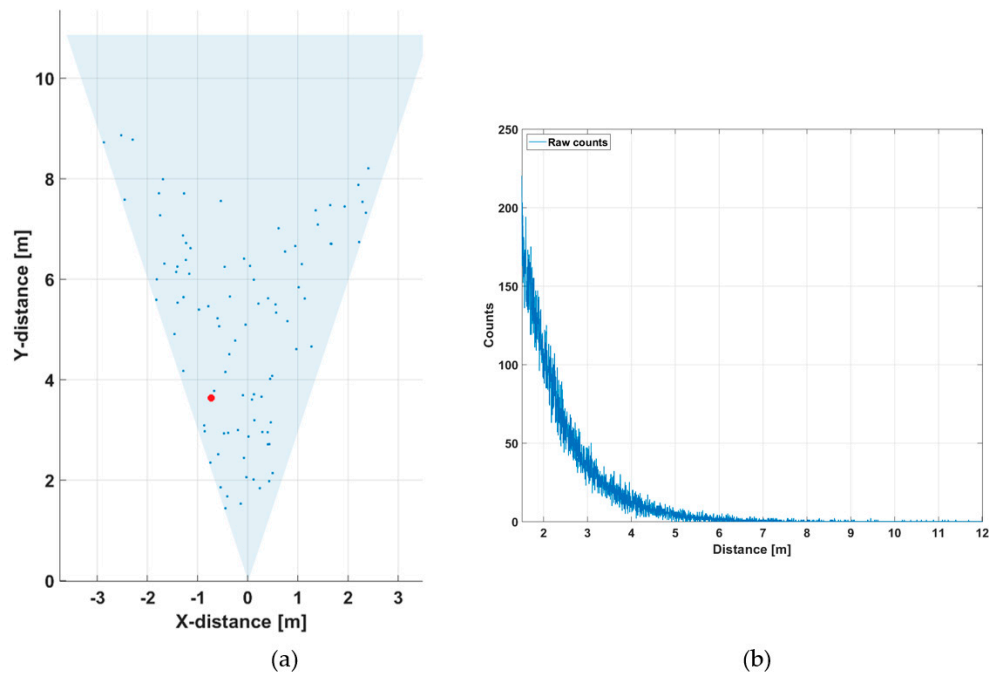 10
8
6
4
2
0
Y-distance [m]
-3 -2 -1 0 1 2 3
X-distance [m]
(a)
250
200
150
100
50
0
Counts
Raw counts
2 3 4 5 6 7 8 9 10 11 12
Distance [m]
(b)